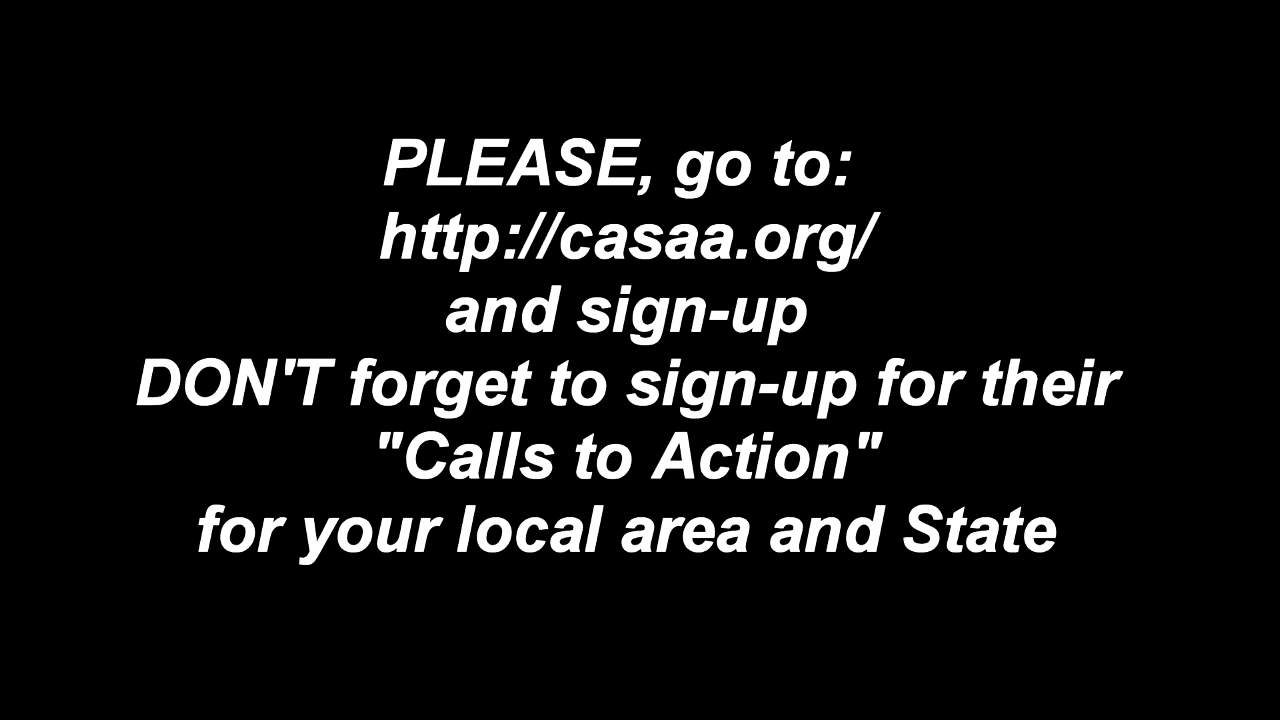 PLEASE, go to:
http://casaa.org/
and sign-up
DON'T forget to sign-up for their
"Calls to Action"
for your local area and State